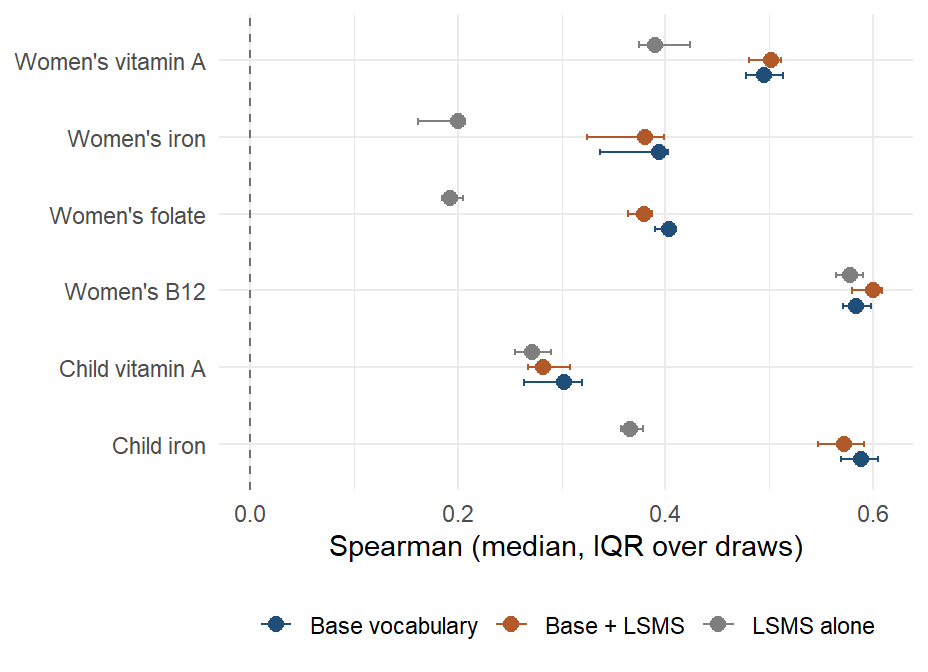 Women's vitamin A
Women's iron
Women's folate
Women's B12
Child vitamin A
Child iron
0.0 0.2 0.4 0.6
Spearman (median, IQR over draws)
Base vocabulary Base + LSMS LSMS alone